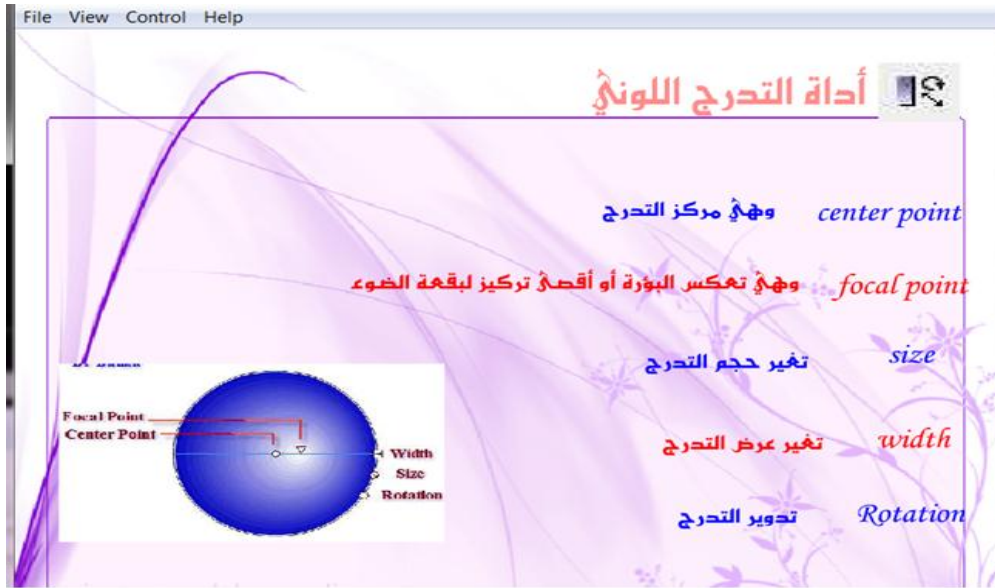 File View Control Help
أداة التدرج اللوني
center point وهي مركز التدرج
focal point وهي تعكس البؤرة أو أقصى تركيز لبقعة الضوء
size تغير حجم التدرج
width تغير عرض التدرج
Rotation تدوير التدرج
Focal Point
Center Point
Width
Size
Rotation